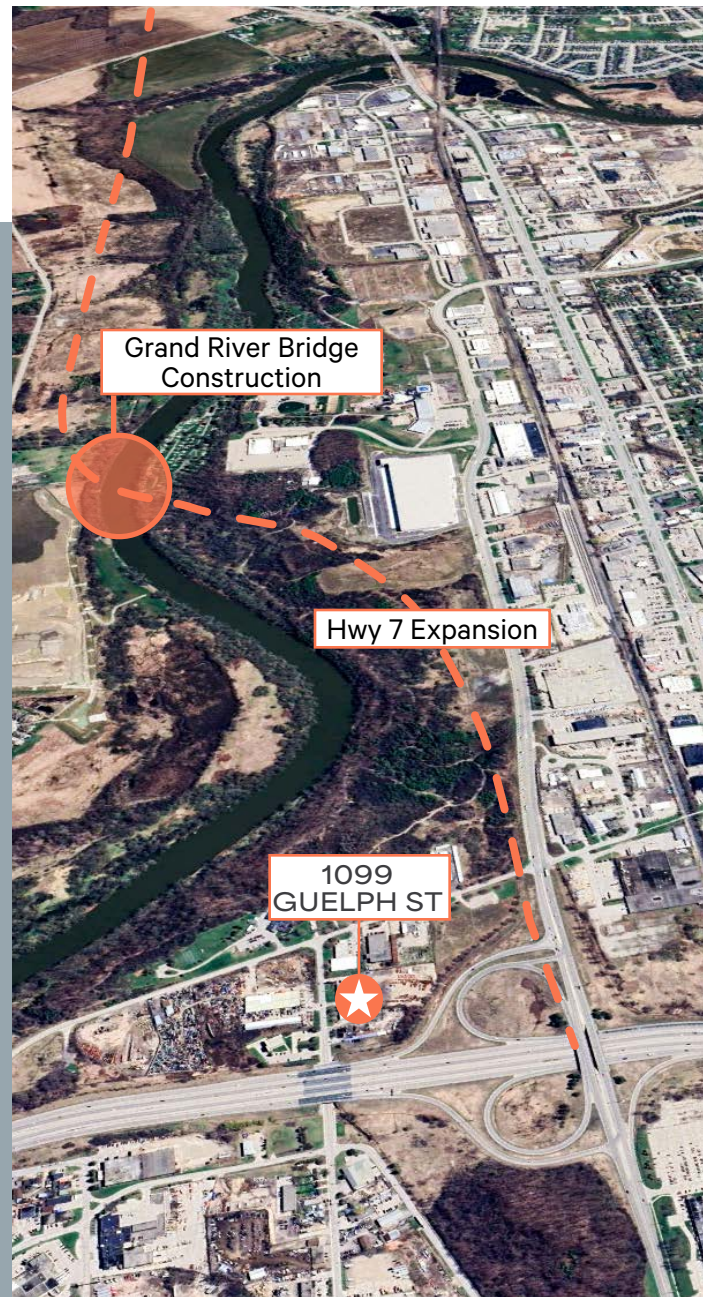 Grand River Bridge
Construction
Hwy 7 Expansion
1099
GUELPH ST